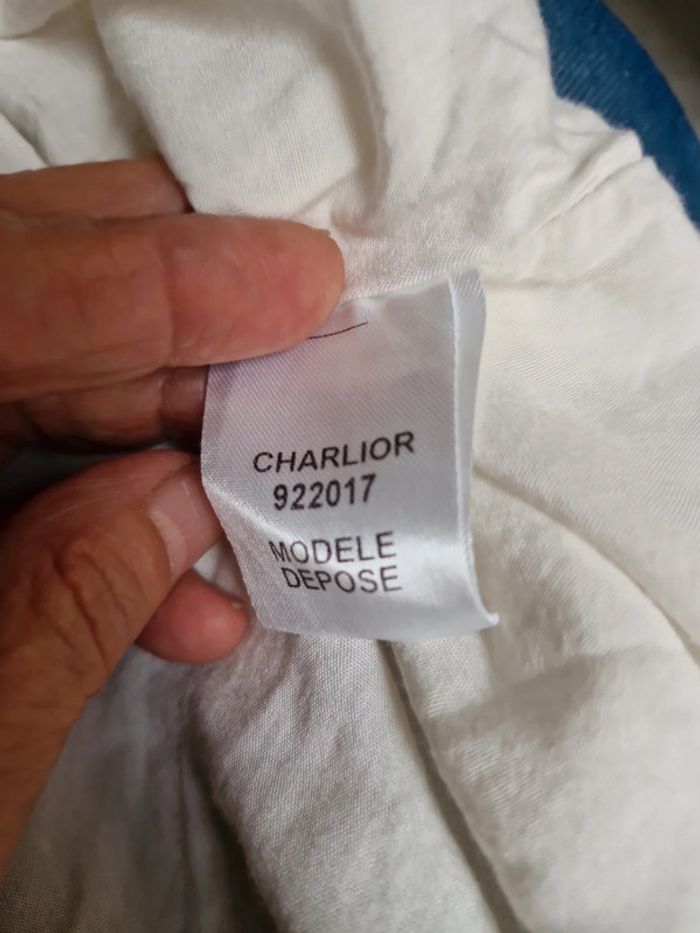 CHARLIOR
922017
MODELE
DEPOSE